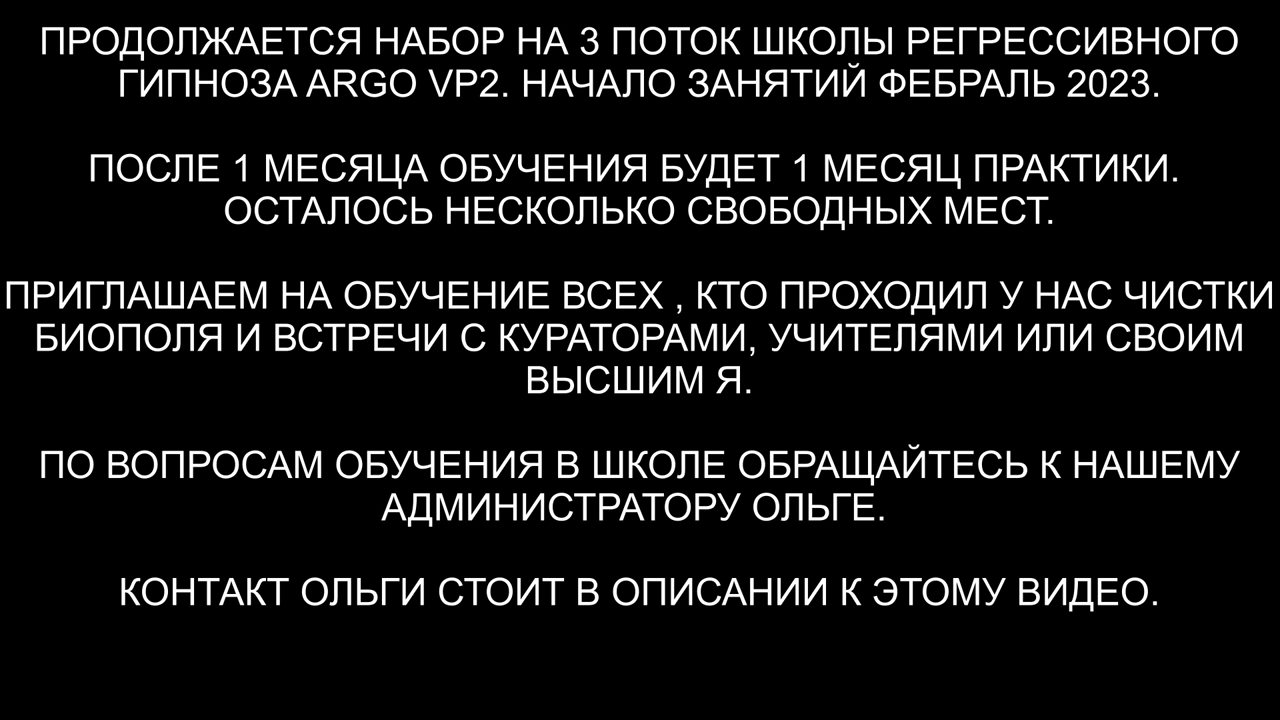 ПРОДОЛЖАЕТСЯ НАБОР НА 3 ПОТОК ШКОЛЫ РЕГРЕССИВНОГО
ГИПНОЗА ARGO VP2. НАЧАЛО ЗАНЯТИЙ ФЕБРАЛЬ 2023.
ПОСЛЕ 1 МЕСЯЦА ОБУЧЕНИЯ БУДЕТ 1 МЕСЯЦ ПРАКТИКИ.
ОСТАЛОСЬ НЕСКОЛЬКО СВОБОДНЫХ МЕСТ.
ПРИГЛАШАЕМ НА ОБУЧЕНИЕ ВСЕХ , КТО ПРОХОДИЛ У НАС ЧИСТКИ
БИОПОЛЯ И ВСТРЕЧИ С КУРАТОРАМИ, УЧИТЕЛЯМИ ИЛИ СВОИМ
ВЫСШИМ Я.
ПО ВОПРОСАМ ОБУЧЕНИЯ В ШКОЛЕ ОБРАЩАЙТЕСЬ К НАШЕМУ
АДМИНИСТРАТОРУ ОЛЬГЕ.
КОНТАКТ ОЛЬГИ СТОИТ В ОПИСАНИИ К ЭТОМУ ВИДЕО.